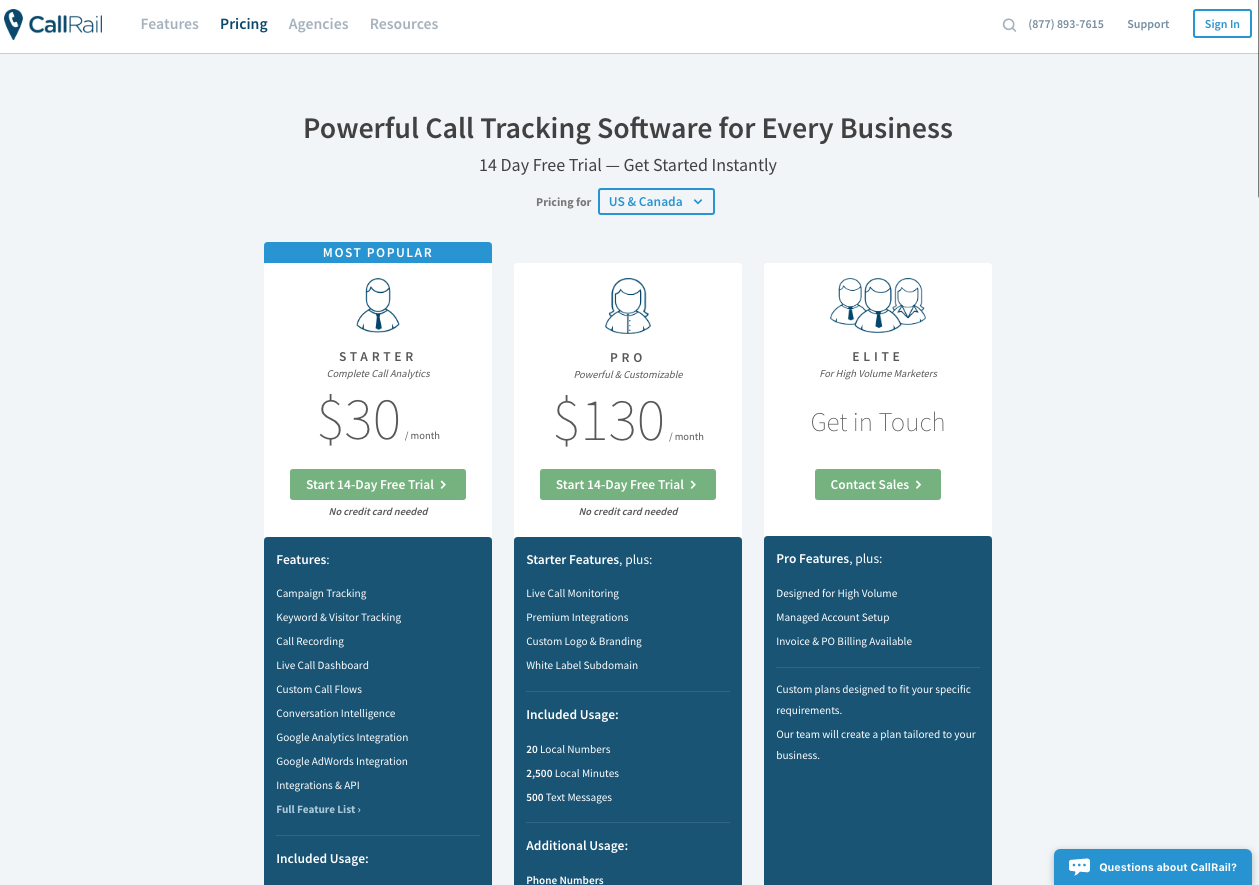 CallRail
Features
Pricing
Agencies
Resources
(877) 893-7615
Support
Sign In
Powerful Call Tracking Software for Every Business
14 Day Free Trial — Get Started Instantly
Pricing for
US & Canada
MOST POPULAR
STARTER
Complete Call Analytics
$30 / month
Start 14-Day Free Trial
No credit card needed
Features:
Campaign Tracking
Keyword & Visitor Tracking
Call Recording
Live Call Dashboard
Custom Call Flows
Conversation Intelligence
Google Analytics Integration
Google AdWords Integration
Integrations & API
Full Feature List ›
Included Usage:
PRO
Powerful & Customizable
$130 / month
Start 14-Day Free Trial
No credit card needed
Starter Features, plus:
Live Call Monitoring
Premium Integrations
Custom Logo & Branding
White Label Subdomain
Included Usage:
20 Local Numbers
2,500 Local Minutes
500 Text Messages
Additional Usage:
Phone Numbers
ELITE
For High Volume Marketers
Get in Touch
Contact Sales
Pro Features, plus:
Designed for High Volume
Managed Account Setup
Invoice & PO Billing Available
Custom plans designed to fit your specific
requirements.
Our team will create a plan tailored to your
business.
Questions about CallRail?